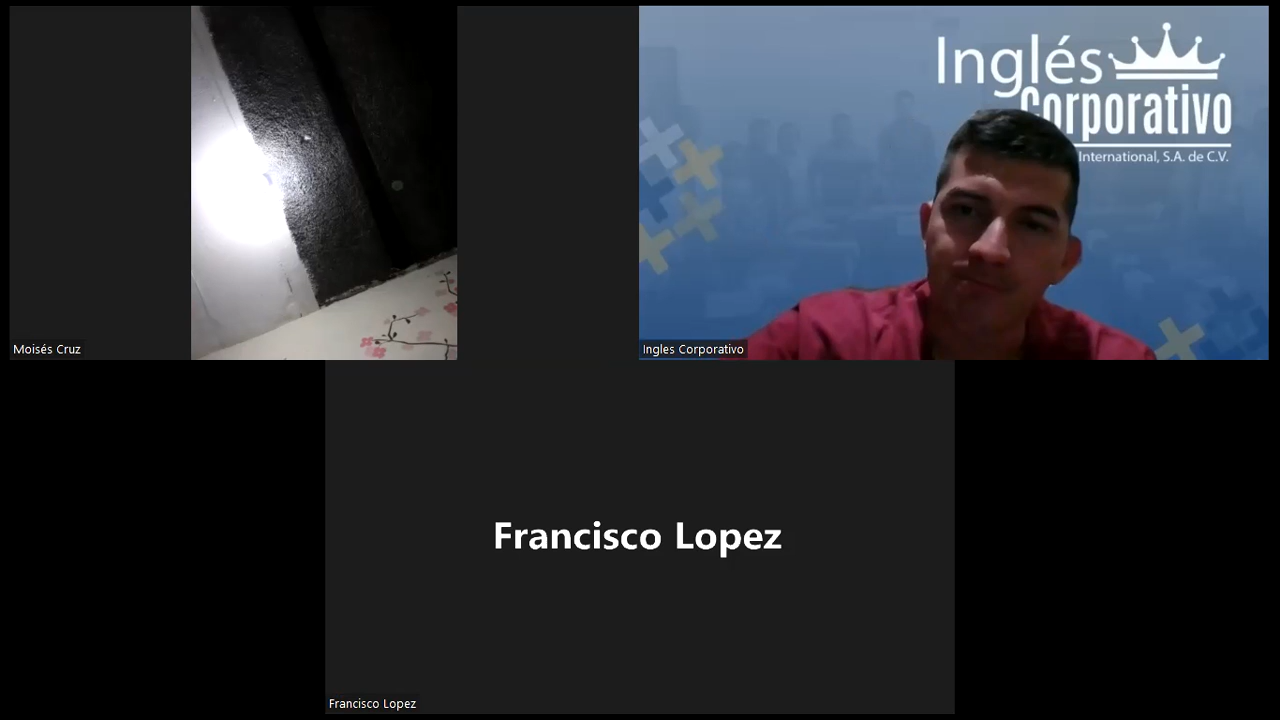 Inglés
Corporativo
International, S.A. de C.V.
Moisés Cruz
Ingles Corporativo
Francisco Lopez
Francisco Lopez